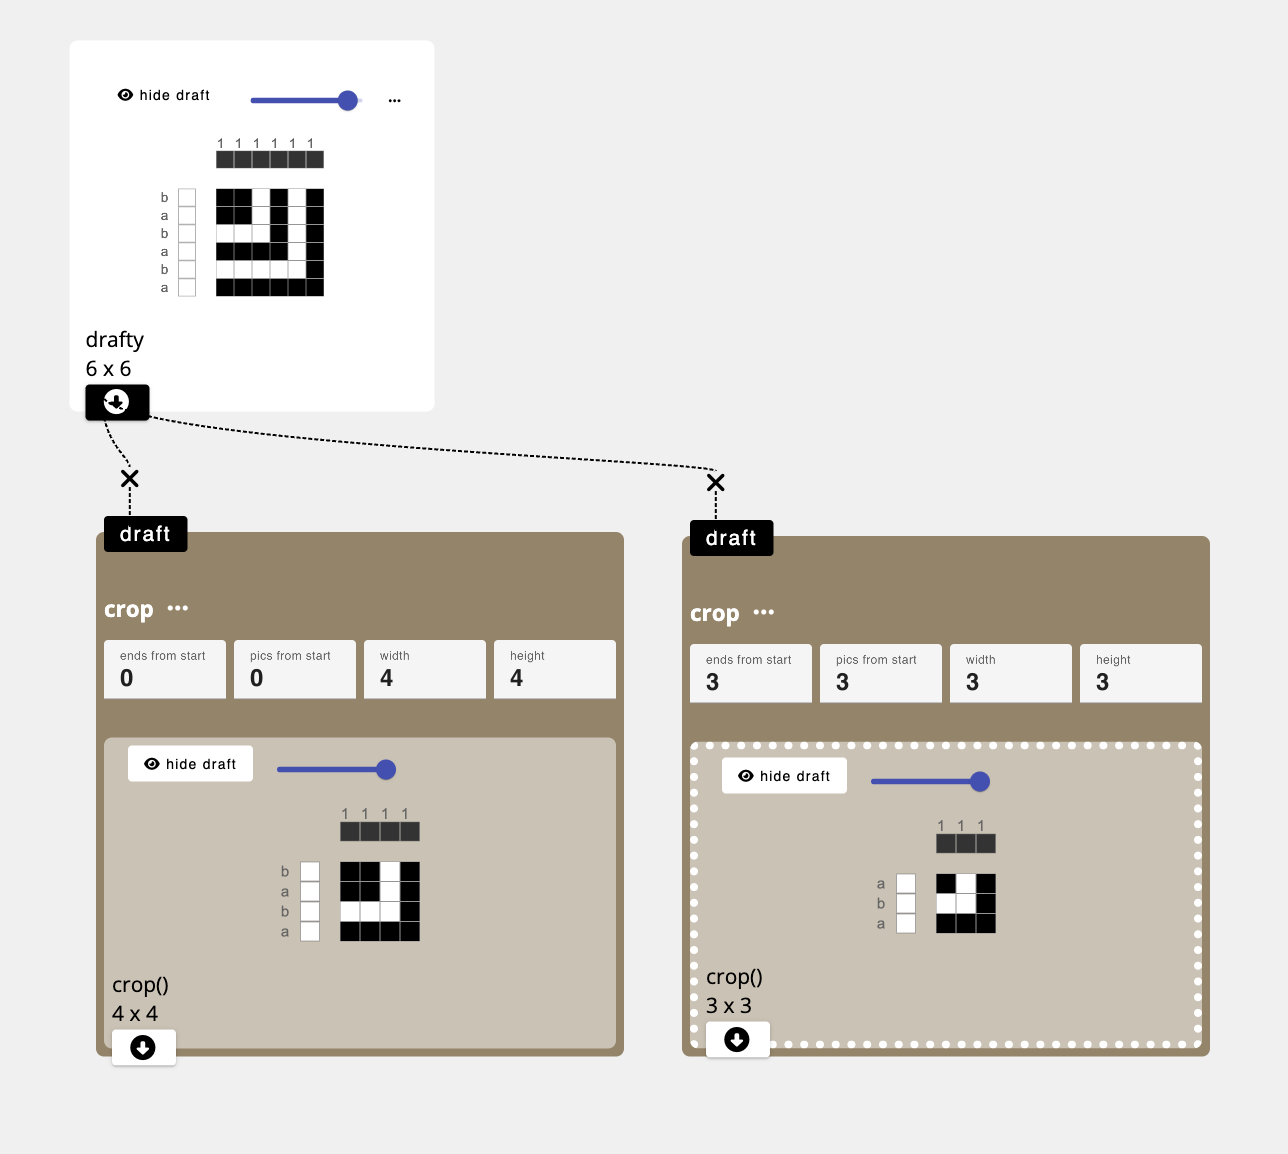 hide draft ...
1 1 1 1 1 1
b
a
b
a
b
a
drafty
6 x 6
draft
crop ...
ends from start pics from start width height
0 0 4 4
hide draft
1 1 1 1
b
a
b
a
crop()
4 x 4
draft
crop ...
ends from start pics from start width height
3 3 3 3
hide draft
1 1 1
a
b
a
crop()
3 x 3